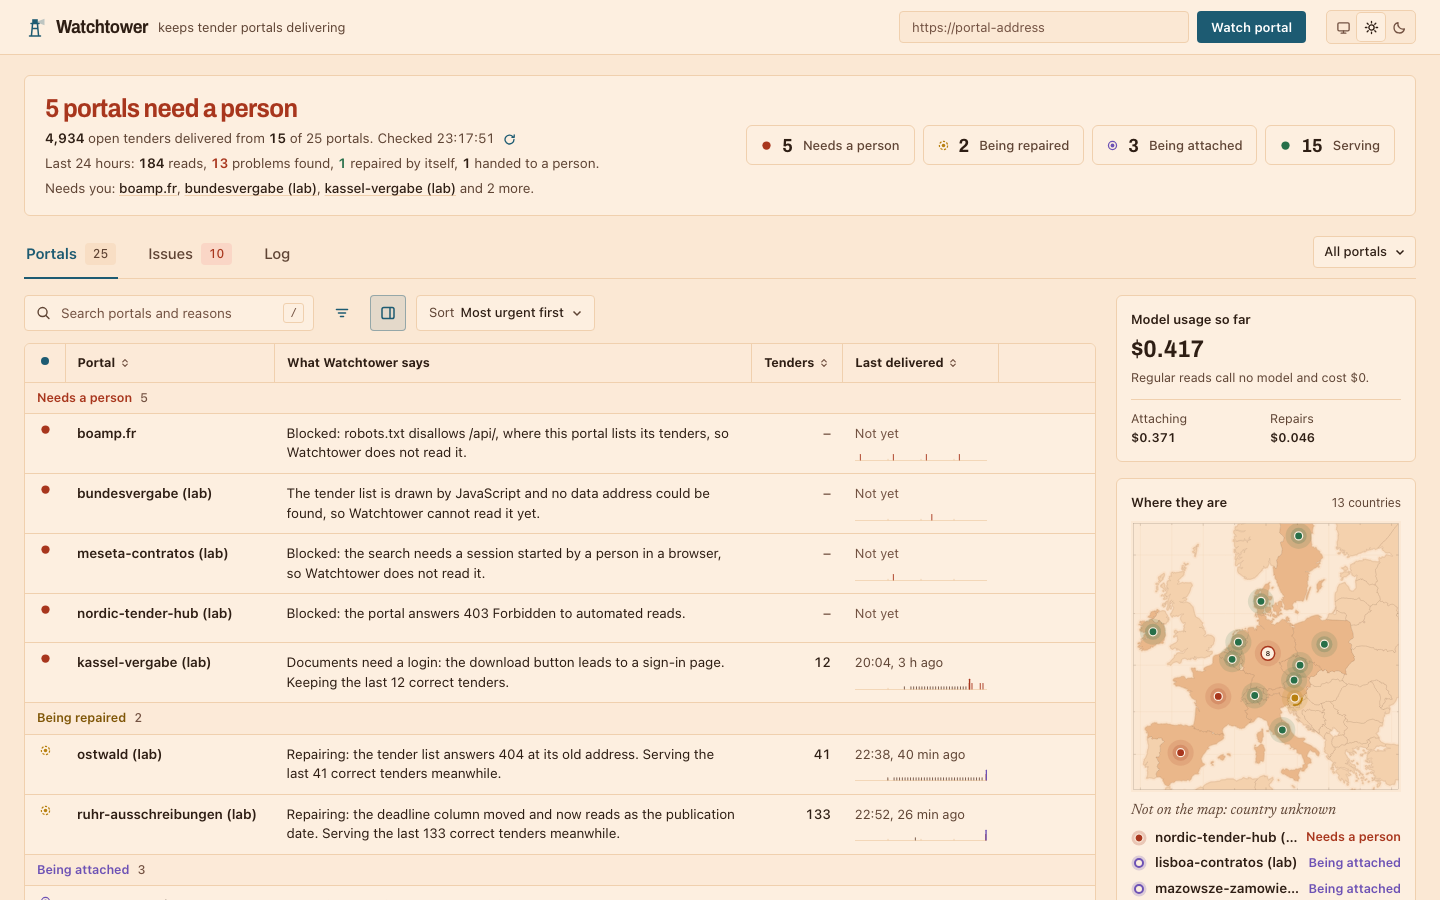 Watchtower keeps tender portals delivering
https://portal-address
Watch portal
5 portals need a person
4,934 open tenders delivered from 15 of 25 portals. Checked 23:17:51
Last 24 hours: 184 reads, 13 problems found, 1 repaired by itself, 1 handed to a person.
Needs you: boamp.fr, bundesvergabe (lab), kassel-vergabe (lab) and 2 more.
5 Needs a person
2 Being repaired
3 Being attached
15 Serving
Portals 25
Issues 10
Log
All portals
Search portals and reasons /
Sort Most urgent first
Portal
What Watchtower says
Tenders
Last delivered
Needs a person 5
boamp.fr
Blocked: robots.txt disallows /api/, where this portal lists its tenders, so
Watchtower does not read it.
–
Not yet
bundesvergabe (lab)
The tender list is drawn by JavaScript and no data address could be
found, so Watchtower cannot read it yet.
–
Not yet
meseta-contratos (lab)
Blocked: the search needs a session started by a person in a browser,
so Watchtower does not read it.
–
Not yet
nordic-tender-hub (lab)
Blocked: the portal answers 403 Forbidden to automated reads.
–
Not yet
kassel-vergabe (lab)
Documents need a login: the download button leads to a sign-in page.
Keeping the last 12 correct tenders.
12
20:04, 3 h ago
Being repaired 2
ostwald (lab)
Repairing: the tender list answers 404 at its old address. Serving the
last 41 correct tenders meanwhile.
41
22:38, 40 min ago
ruhr-ausschreibungen (lab)
Repairing: the deadline column moved and now reads as the publication
date. Serving the last 133 correct tenders meanwhile.
133
22:52, 26 min ago
Being attached 3
Model usage so far
$0.417
Regular reads call no model and cost $0.
Attaching
$0.371
Repairs
$0.046
Where they are
13 countries
8
Not on the map: country unknown
nordic-tender-hub (... Needs a person
lisboa-contratos (lab) Being attached
mazowsze-zamowie... Being attached